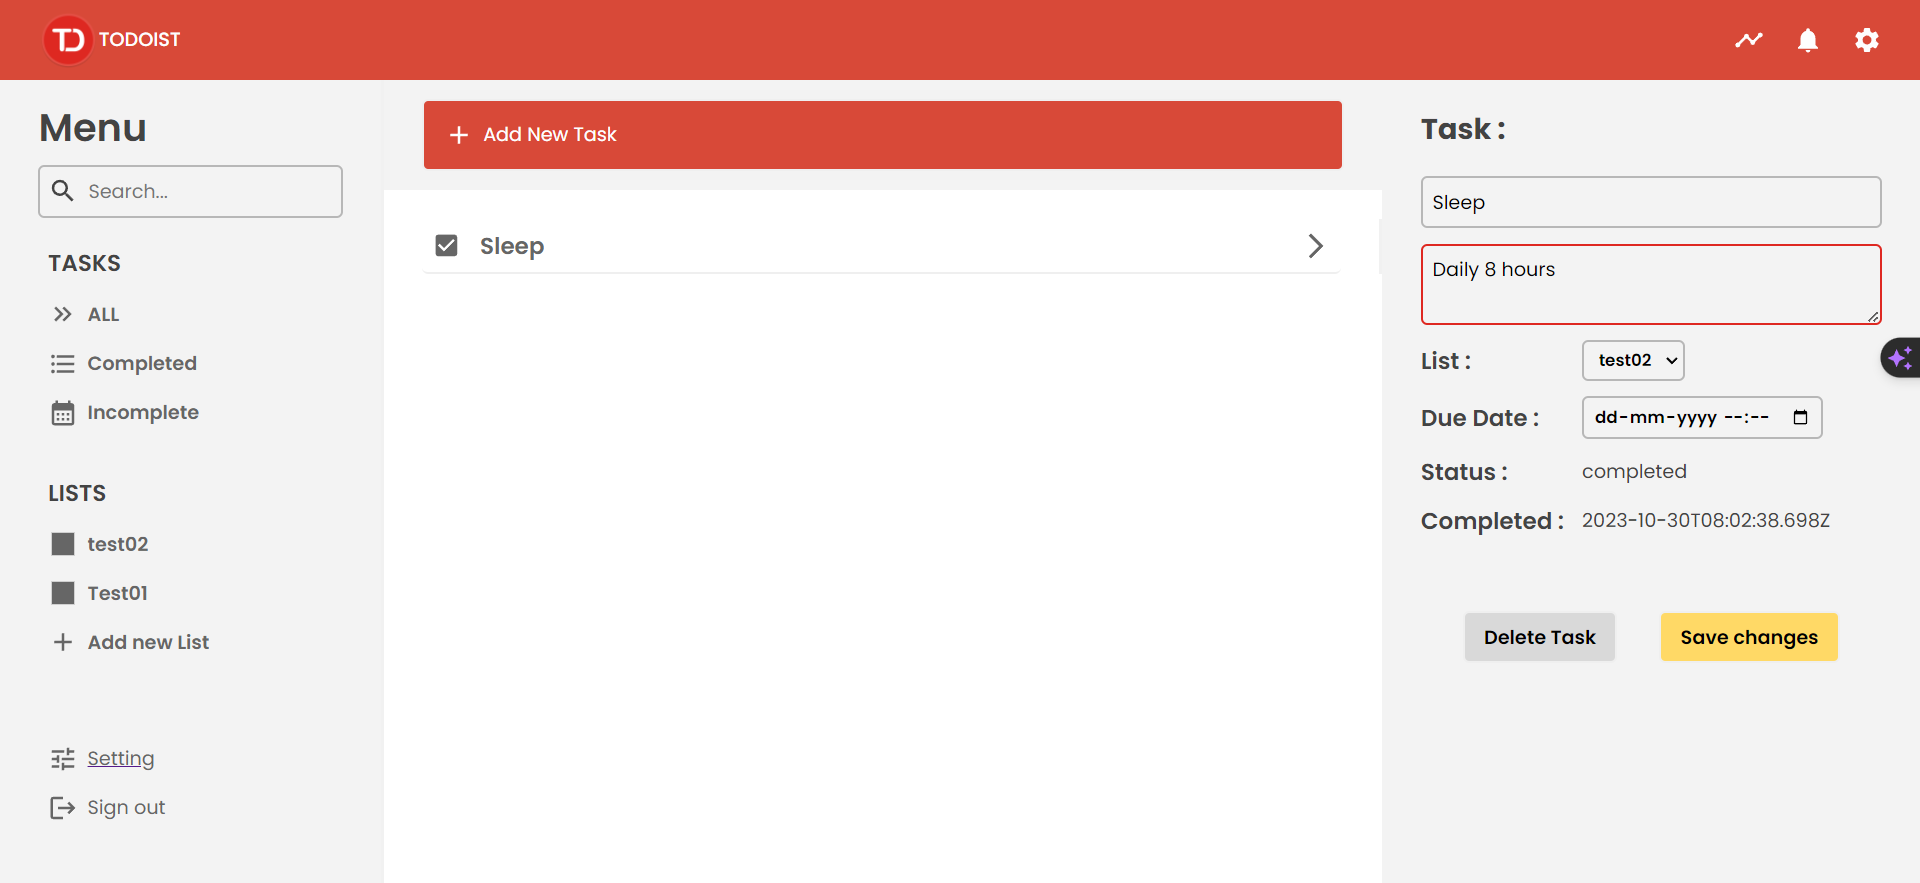 TD TODOIST
Menu
Search...
TASKS
ALL
Completed
Incomplete
LISTS
test02
Test01
Add new List
Setting
Sign out
Add New Task
Sleep
Task :
Sleep
Daily 8 hours
List : test02
Due Date : dd-mm-yyyy --:--
Status : completed
Completed : 2023-10-30T08:02:38.698Z
Delete Task Save changes